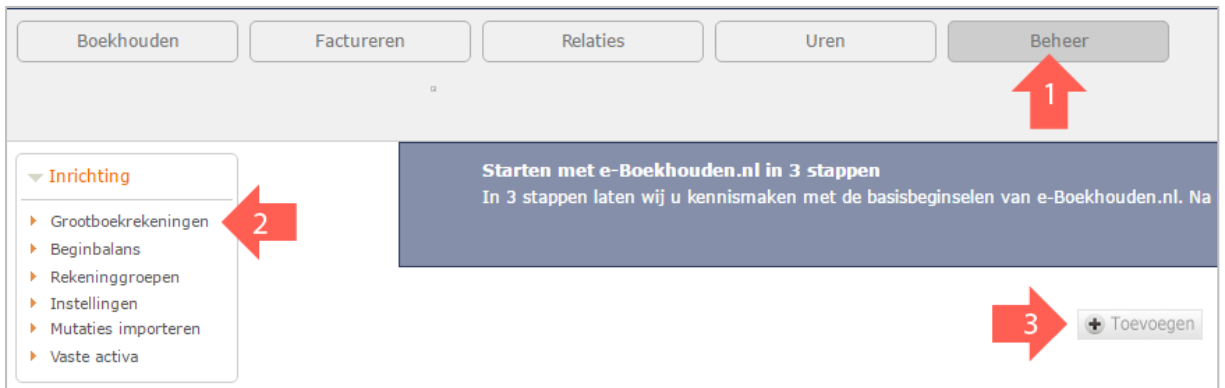 Boekhouden
Factureren
Relaties
Uren
Beheer
1
Inrichting
Grootboekrekeningen
2
Beginbalans
Rekeninggroepen
Instellingen
Mutaties importeren
Vaste activa
Starten met e-Boekhouden.nl in 3 stappen
In 3 stappen laten wij u kennismaken met de basisbeginselen van e-Boekhouden.nl. Na
3
Toevoegen